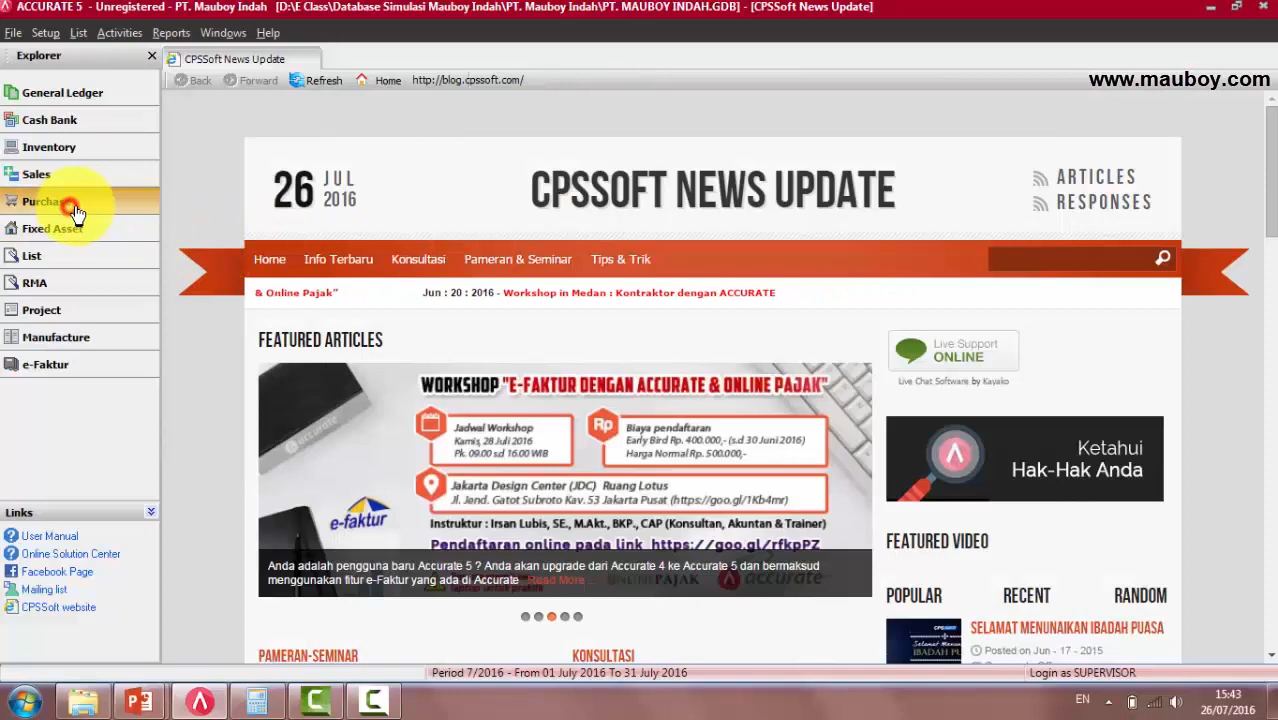 ACCURATE 5 - Unregistered - PT. Mauboy Indah [D:\E Class\Database Simulasi Mauboy Indah\PT. Mauboy Indah\PT. MAUBOY INDAH.GDB] - [CPSSoft News Update]
File Setup List Activities Reports Windows Help
Explorer
CPSSoft News Update
Back Forward Refresh Home http://blog.cpssoft.com/
www.mauboy.com
General Ledger
Cash Bank
Inventory
Sales
Fixed Asset
List
RMA
Project
Manufacture
e-Faktur
Links
User Manual
Online Solution Center
Facebook Page
Mailing list
CPSSoft website
26 JUL 2016
CPSSOFT NEWS UPDATE
ARTICLES
RESPONSES
Home Info Terbaru Konsultasi Pameran & Seminar Tips & Trik
& Online Pajak" Jun : 20 : 2016 - Workshop in Medan : Kontraktor dengan ACCURATE
FEATURED ARTICLES
WORKSHOP "E-FAKTUR DENGAN ACCURATE & ONLINE PAJAK"
Jadwal Workshop
Kamis, 28 Juli 2016
Pk. 09.00 s.d 16.00 WIB
Rp
Biaya pendaftaran
Early Bird Rp. 400.000,- (s.d 30 Juni 2016)
Harga Normal Rp. 500.000,-
Jakarta Design Center (JDC) Ruang Lotus
Jl. Jend. Gatot Subroto Kav. 53 Jakarta Pusat (https://goo.gl/1Kb4mr)
e-faktur
Instruktur : Irsan Lubis, SE., M.Akt., BKP., CAP (Konsultan, Akuntan & Trainer)
Pendaftaran online pada link https://goo.gl/rfkpPZ
Anda adalah pengguna baru Accurate 5 ? Anda akan upgrade dari Accurate 4 ke Accurate 5 dan bermaksud
menggunakan fitur e-Faktur yang ada di Accurate Read More ...
Live Support
ONLINE
Live Chat Software by Kayako
Ketahui
Hak-Hak Anda
FEATURED VIDEO
POPULAR RECENT RANDOM
SELAMAT MENUNAIKAN IBADAH PUASA
Posted on Jun - 17 - 2015
PAMERAN-SEMINAR
KONSULTASI
Period 7/2016 - From 01 July 2016 To 31 July 2016
Login as SUPERVISOR
EN
15:43
26/07/2016